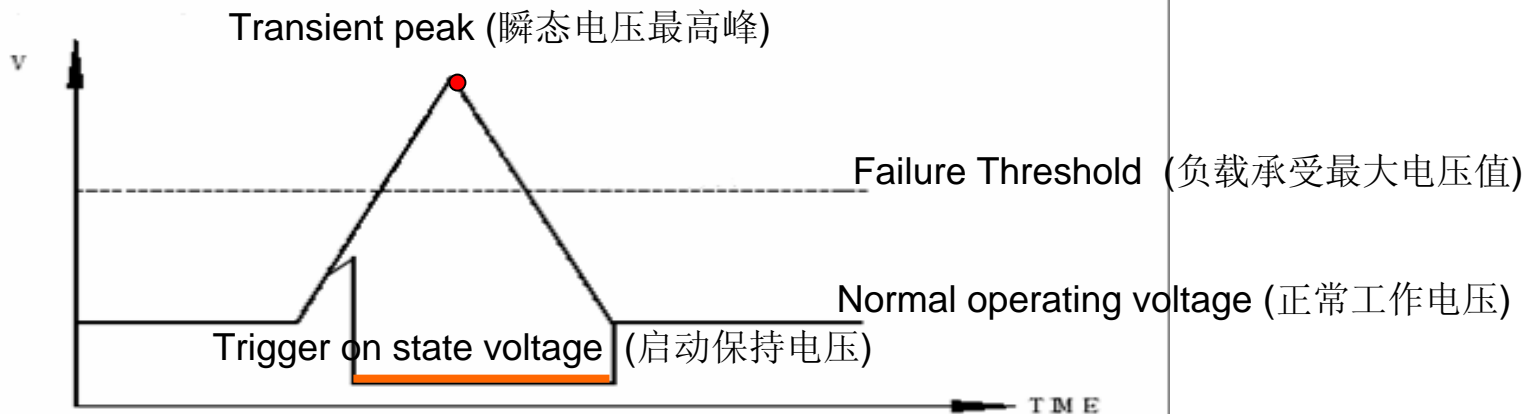 Transient peak (瞬态电压最高峰)
V
Failure Threshold (负载承受最大电压值)
Normal operating voltage (正常工作电压)
Trigger on state voltage (启动保持电压)
TIME